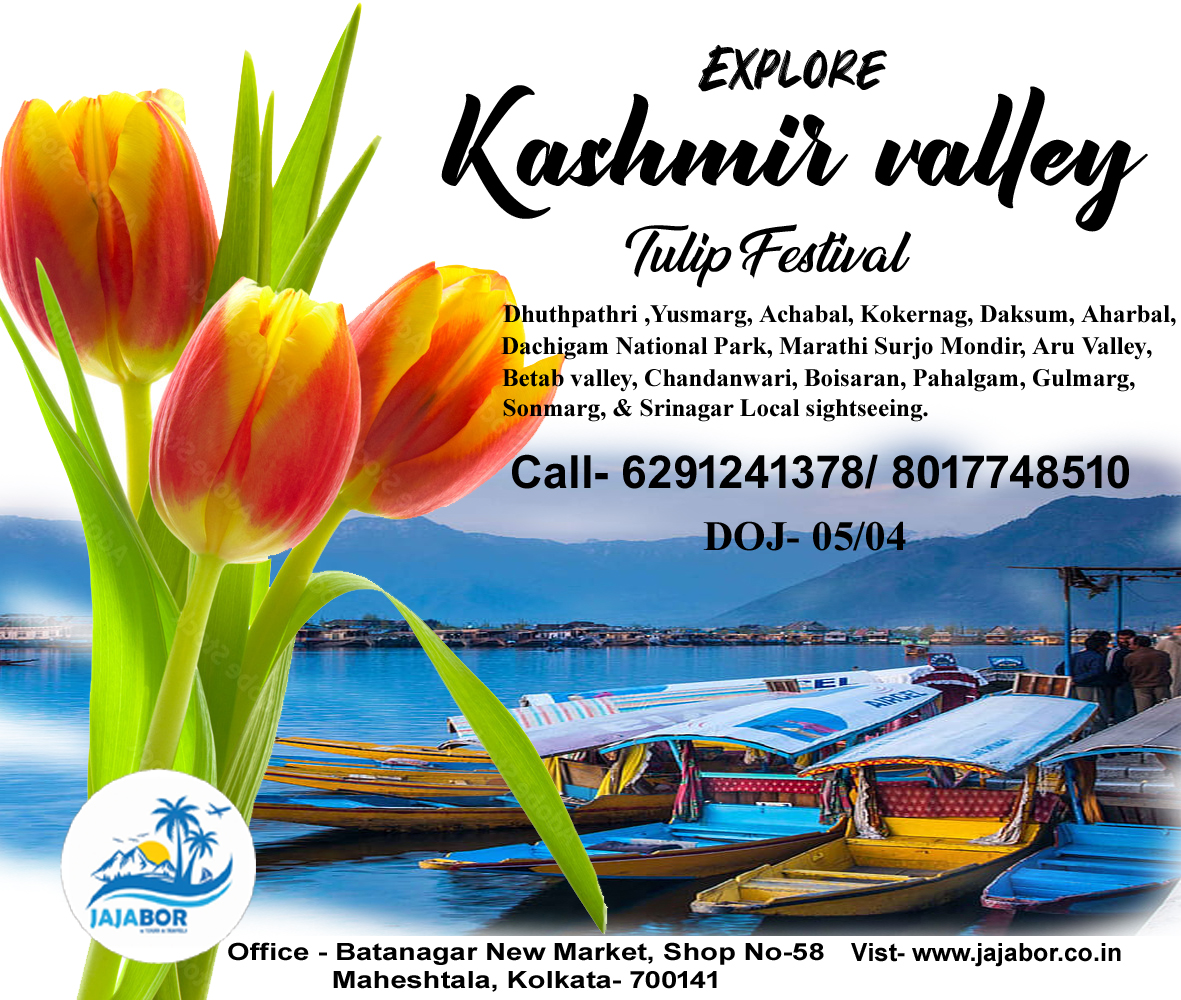 EXPLORE
Kashmir valley
Tulip Festival
Dhuthpathri ,Yusmarg, Achabal, Kokernag, Daksum, Aharbal,
Dachigam National Park, Marathi Surjo Mondir, Aru Valley,
Betab valley, Chandanwari, Boisaran, Pahalgam, Gulmarg,
Sonmarg, & Srinagar Local sightseeing.
Call- 6291241378/ 8017748510
DOJ- 05/04
AIRCEL
JAJABOR
Office - Batanagar New Market, Shop No-58
Maheshtala, Kolkata- 700141
Vist- www.jajabor.co.in